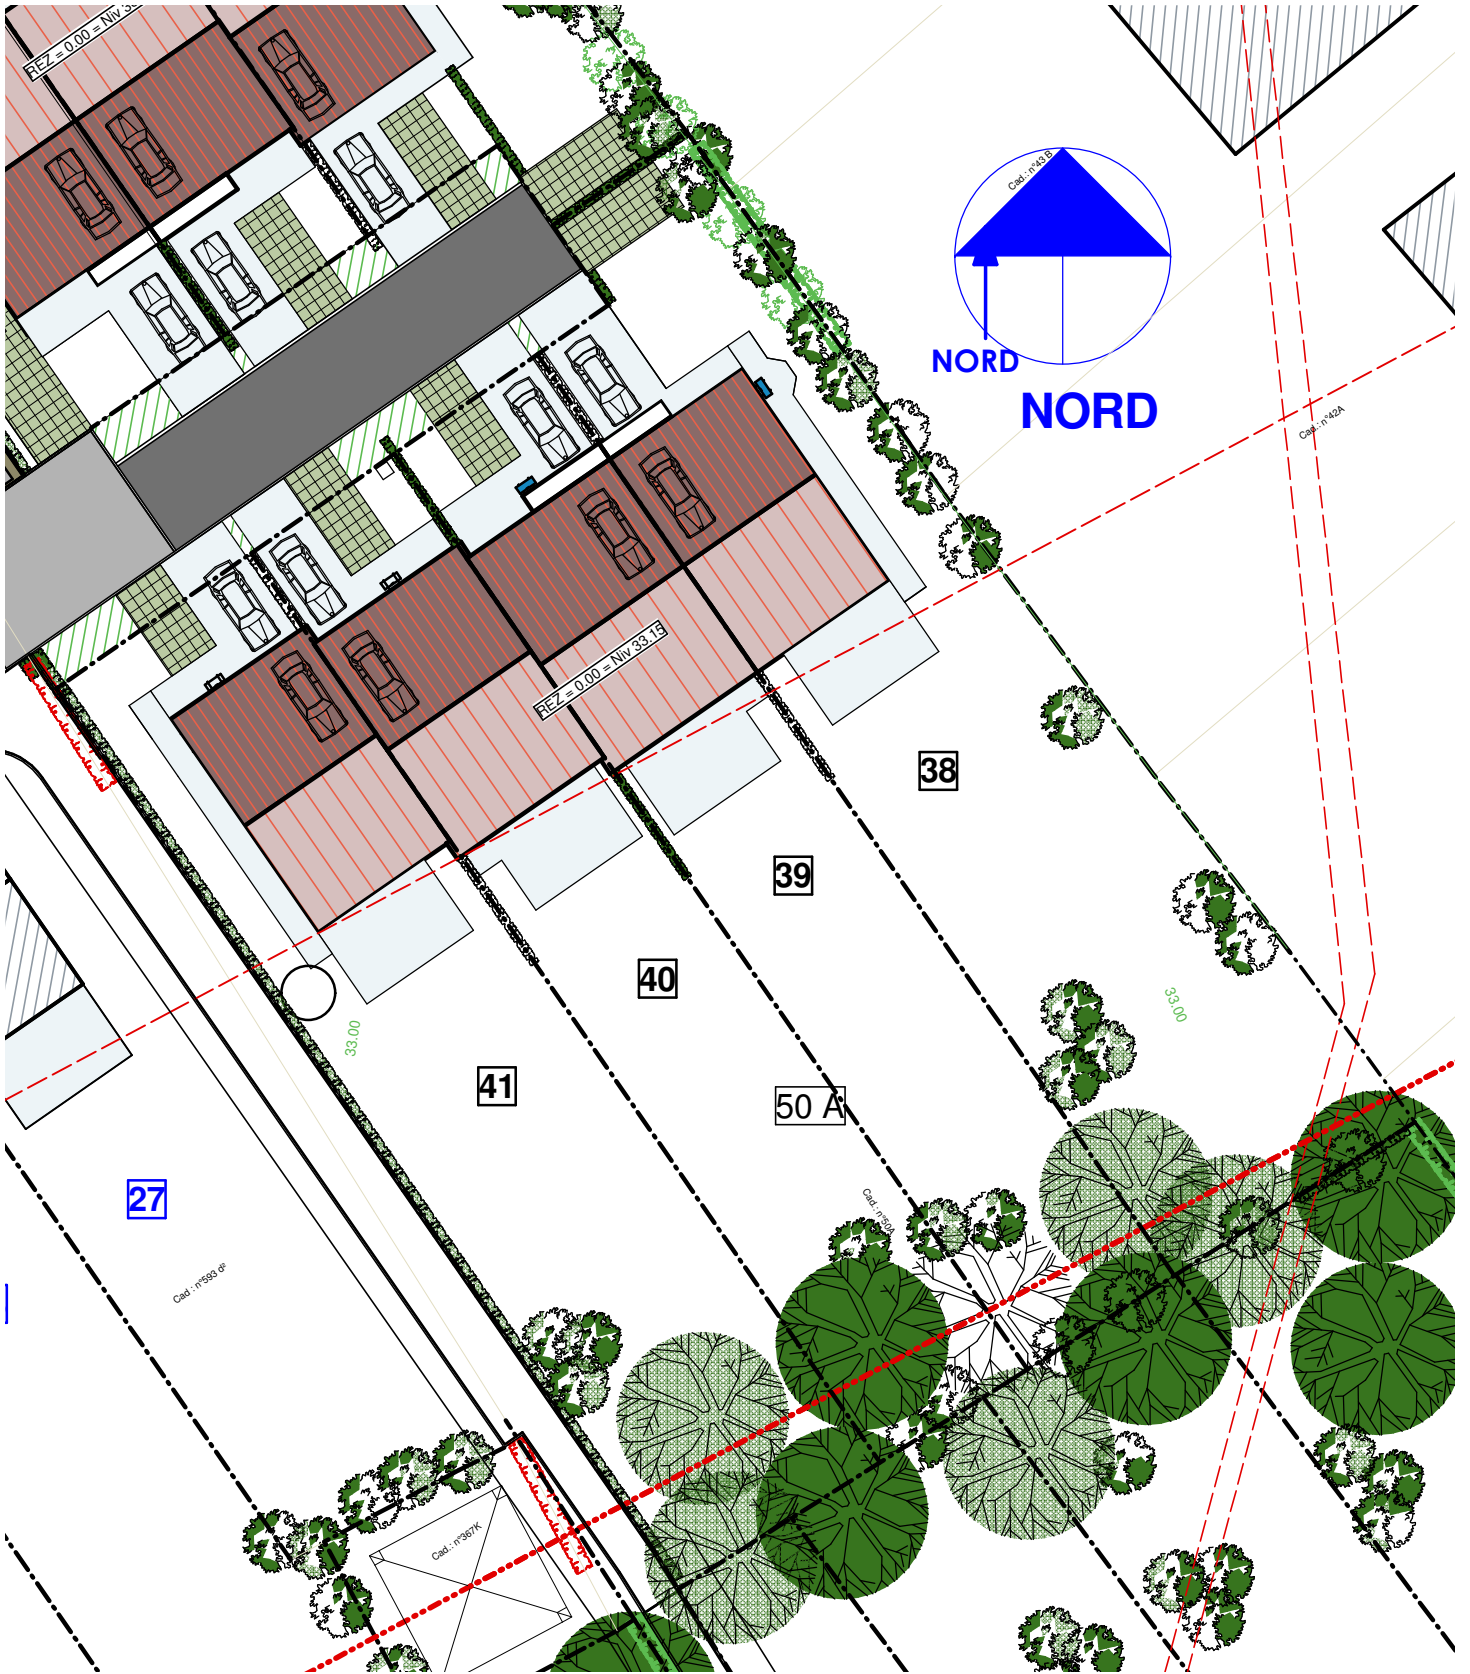 REZ = 0.00 = Niv 33
Cad.: n°43 B
NORD
NORD
Cad.: n°42A
REZ = 0.00 = Niv 33.15
38
39
40
33.00
33.00
41
50 A
27
Cad.: n°50A
Cad : n°593 d²
Cad.: n°367K